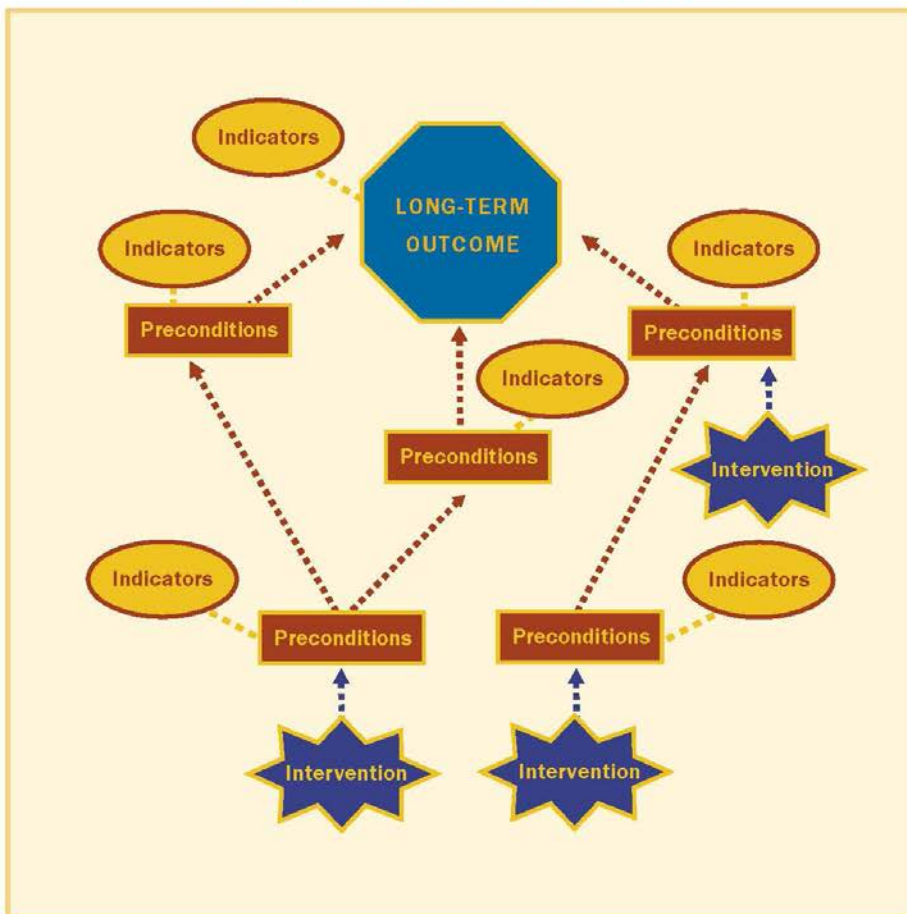 Indicators
LONG-TERM
OUTCOME
Indicators
Indicators
Preconditions
Preconditions
Indicators
Preconditions
Intervention
Indicators
Indicators
Preconditions
Preconditions
Intervention
Intervention